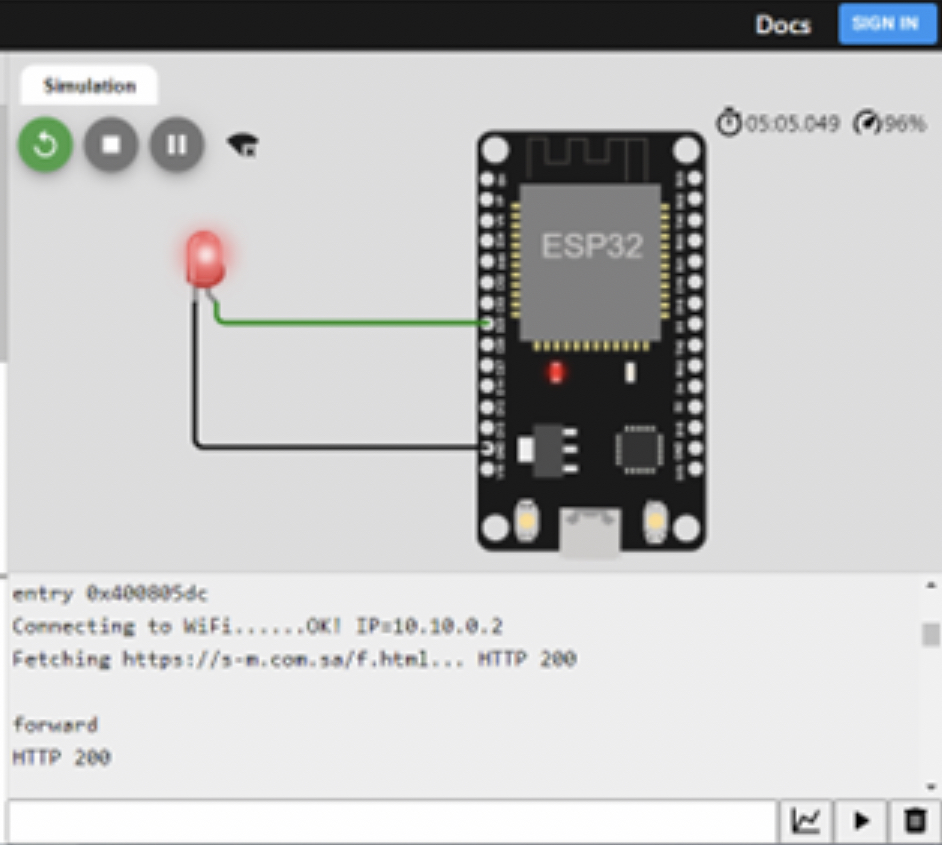 Docs
SIGN IN
Simulation
05:05.049
96%
ESP32
entry 0x400805dc
Connecting to WiFi......OK! IP=10.10.0.2
Fetching https://s-m.com.sa/f.html... HTTP 200
forward
HTTP 200